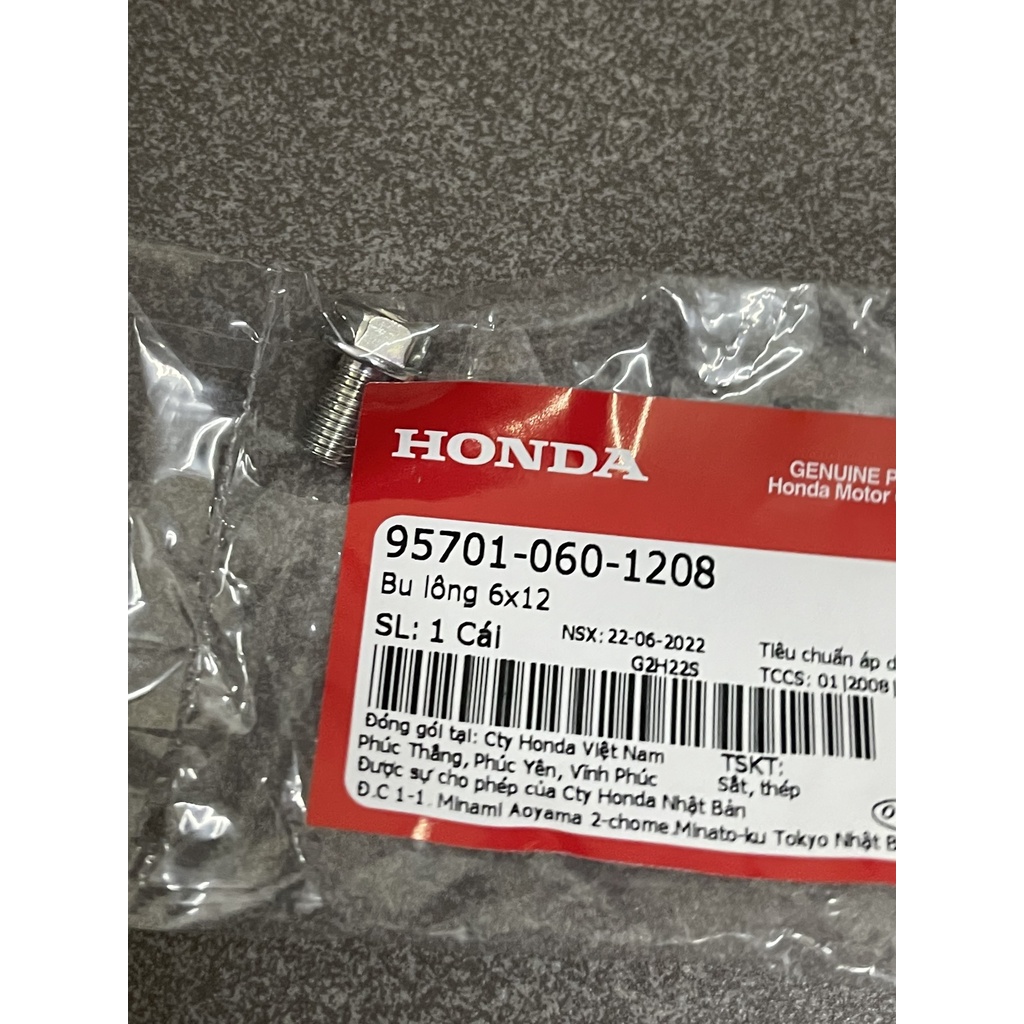 HONDA
GENUINE P
Honda Motor
95701-060-1208
Bu lông 6x12
SL: 1 Cái
NSX: 22-06-2022
G2H22S
Tiêu chuẩn áp d
TCCS: 01|2008|
Đóng gói tại: Cty Honda Việt Nam
Phúc Thắng, Phúc Yên, Vĩnh Phúc
Được sự cho phép của Cty Honda Nhật Bản
Đ.C 1-1. Minami Aoyama 2-chome.Minato-ku Tokyo Nhật B
TSKT:
Sắt, thép